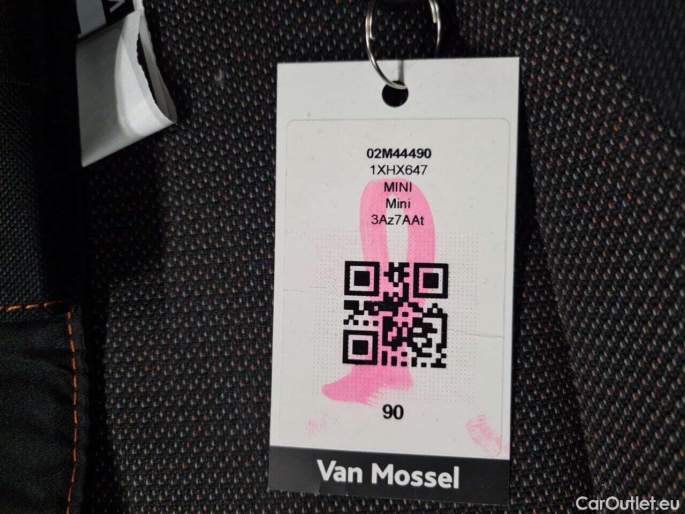 02M44490
1XHX647
MINI
Mini
3Az7AAt
90
Van Mossel
CarOutlet.eu